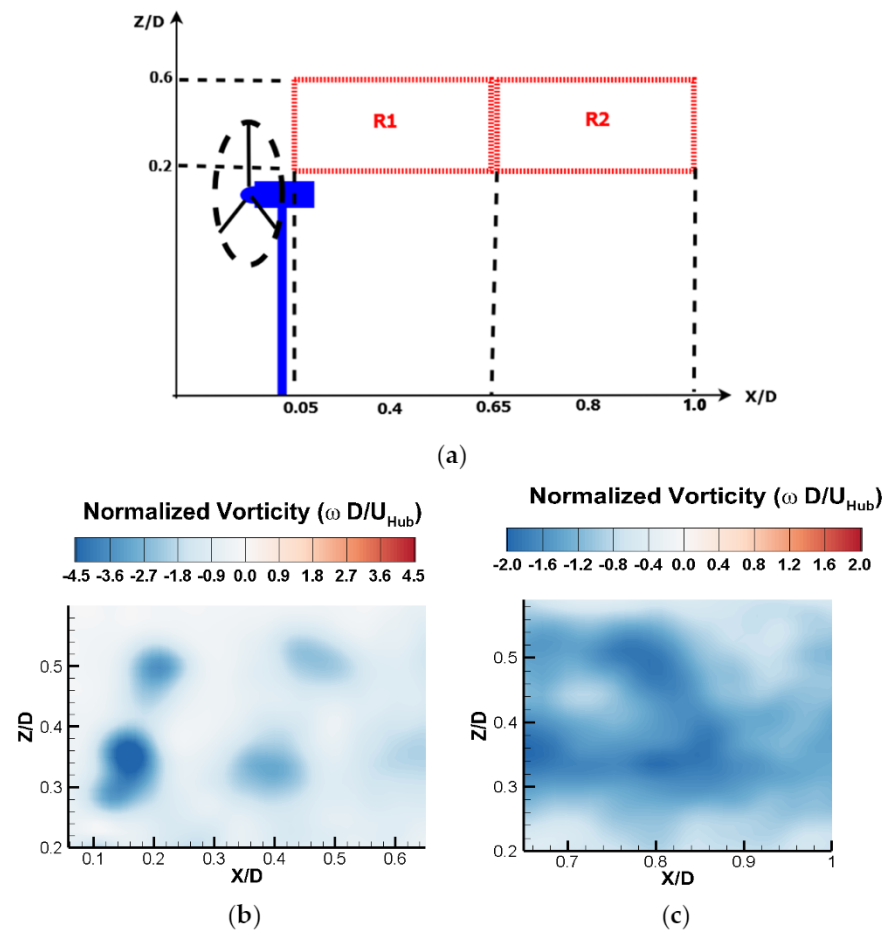 Z/D
0.6
R1 R2
0.2
0.05 0.4 0.65 0.8 1.0 X/D
(a)
Normalized Vorticity (ω D/U_Hub)
-4.5 -3.6 -2.7 -1.8 -0.9 0.0 0.9 1.8 2.7 3.6 4.5
Z/D
0.5
0.4
0.3
0.2
0.1 0.2 0.3 0.4 0.5 0.6
X/D
(b)
Normalized Vorticity (ω D/U_Hub)
-2.0 -1.6 -1.2 -0.8 -0.4 0.0 0.4 0.8 1.2 1.6 2.0
Z/D
0.5
0.4
0.3
0.2
0.7 0.8 0.9 1
X/D
(c)